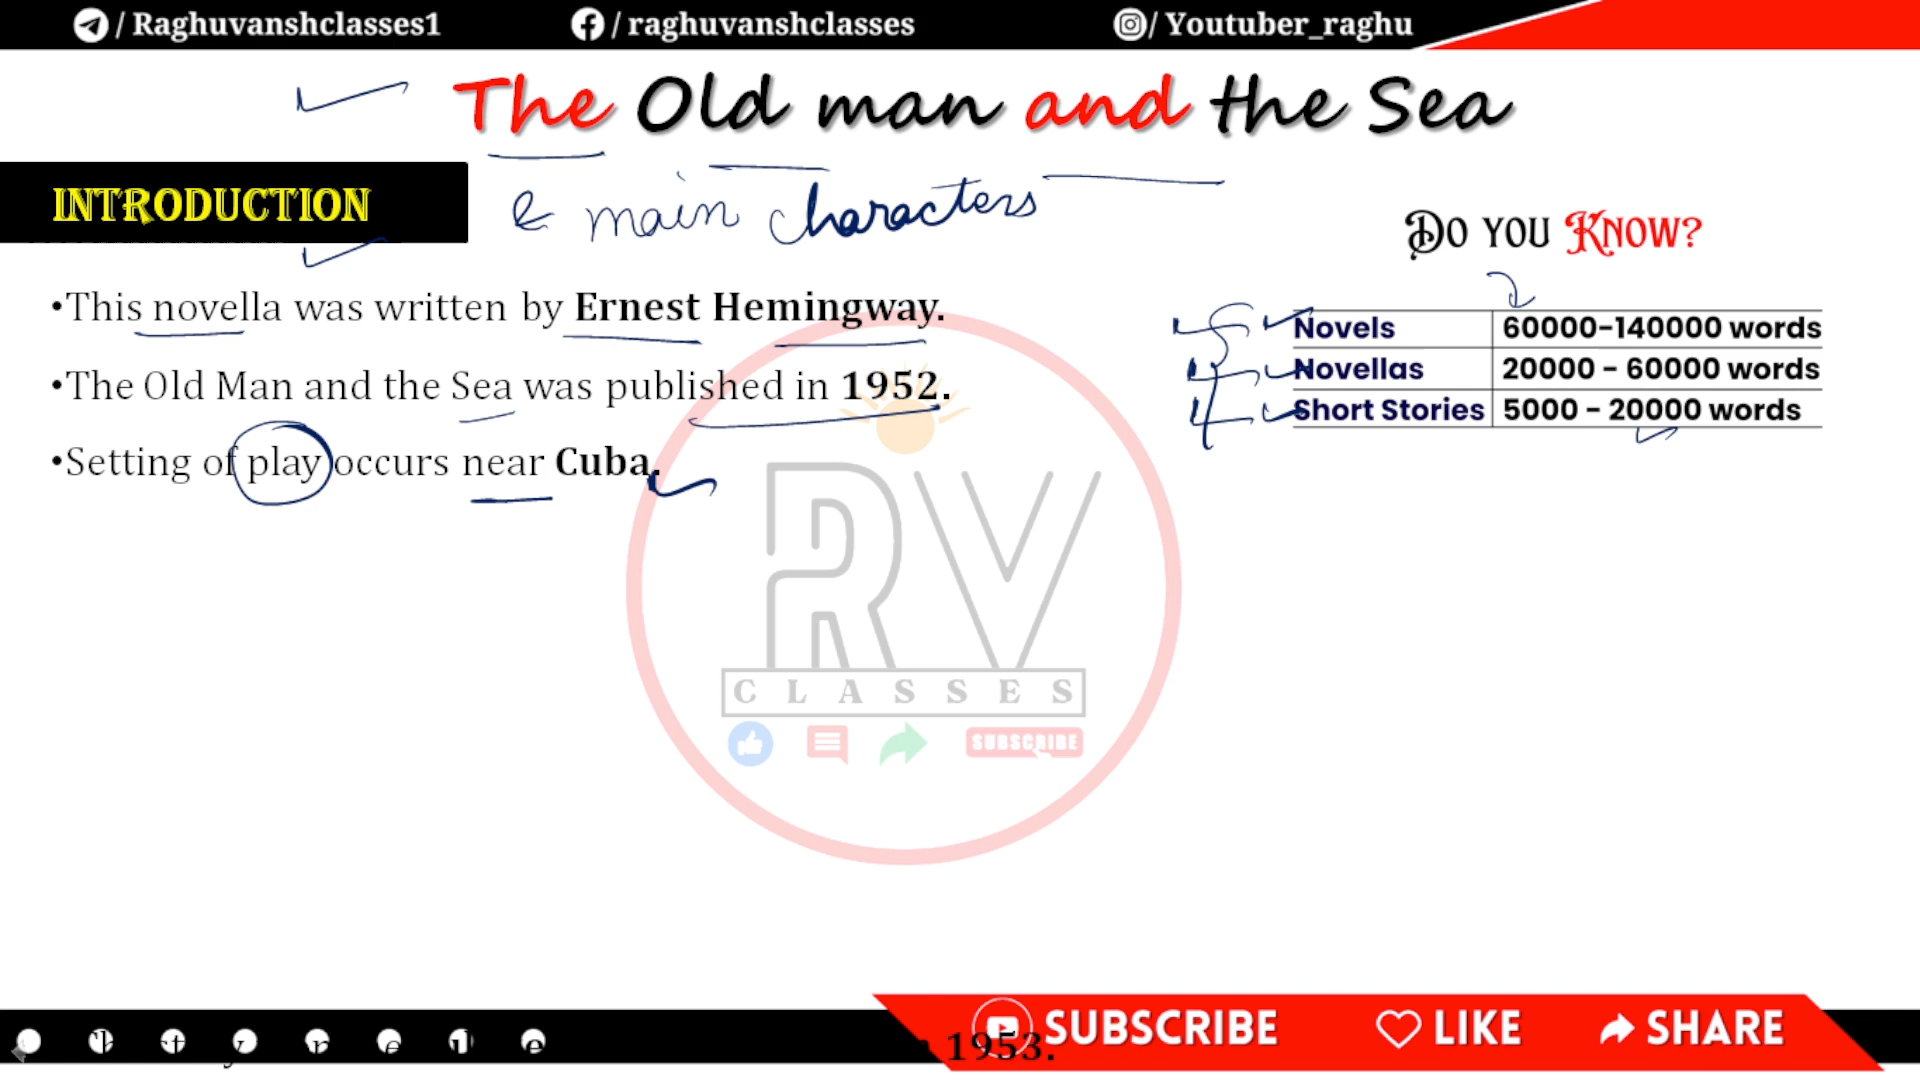 / Raghuvanshclasses1
/ raghuvanshclasses
/ Youtuber_raghu
The Old man and the Sea
INTRODUCTION
& main characters
DO YOU KNOW?
•This novella was written by Ernest Hemingway.
•The Old Man and the Sea was published in 1952.
•Setting of play occurs near Cuba.
Novels 60000-140000 words
Novellas 20000 - 60000 words
Short Stories 5000 - 20000 words
RV
CLASSES
SUBSCRIBE
1953.
SUBSCRIBE LIKE SHARE